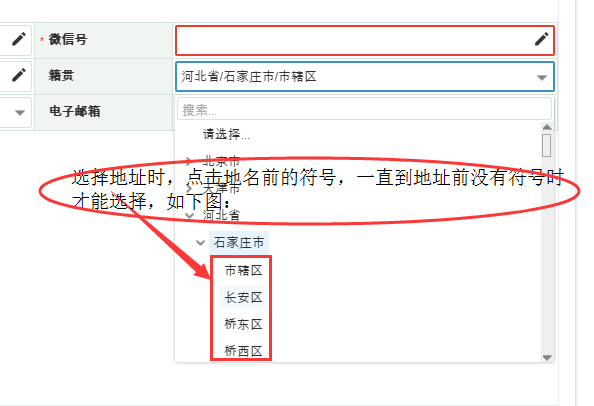 * 微信号
籍贯
河北省/石家庄市/市辖区
电子邮箱
搜索...
请选择...
北京市
选择地址时，点击地名前的符号，一直到地址前没有符号时
天津市
才能选择，如下图：
河北省
石家庄市
市辖区
长安区
桥东区
桥西区